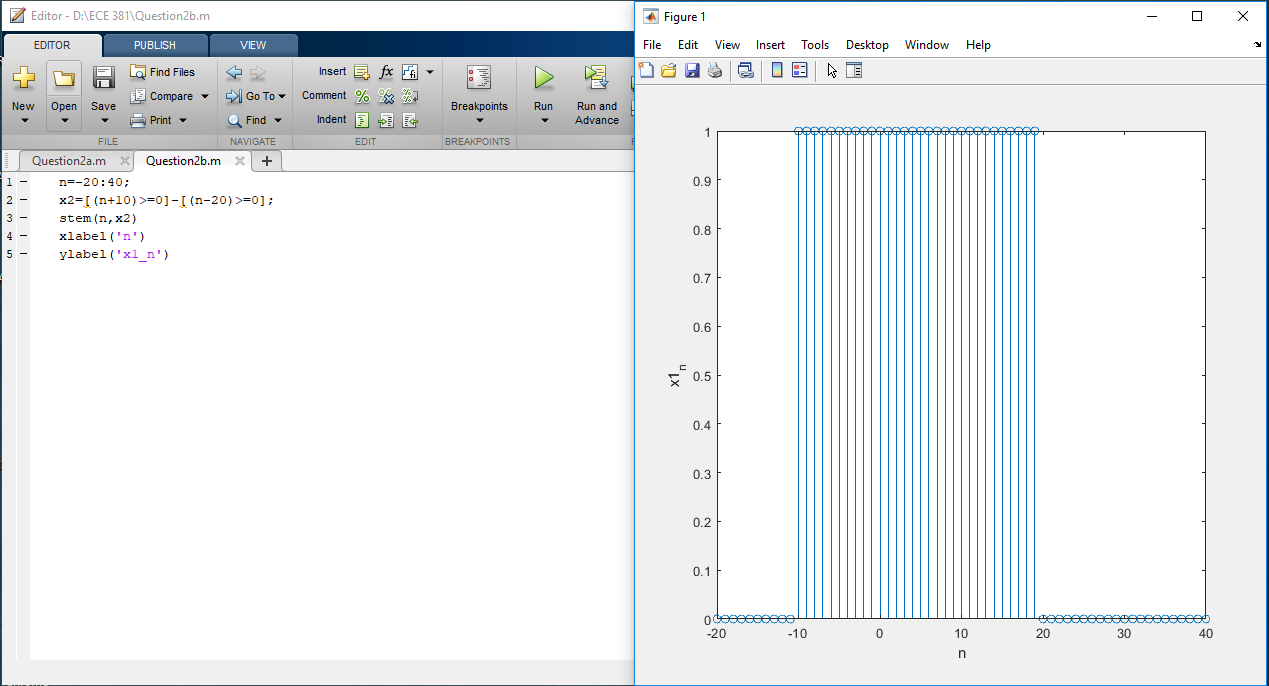 Editor - D:\ECE 381\Question2b.m
EDITOR PUBLISH VIEW
New Open Save
Find Files
Compare
Print
FILE
Go To
Find
NAVIGATE
Insert fx
Comment
Indent
EDIT
Breakpoints
BREAKPOINTS
Run
Run and
Advance
Question2a.m Question2b.m
1 n=-20:40;
2 x2=[(n+10)>=0]-[(n-20)>=0];
3 stem(n,x2)
4 xlabel('n')
5 ylabel('x1_n')
Figure 1
File Edit View Insert Tools Desktop Window Help
1
0.9
0.8
0.7
0.6
0.5
0.4
0.3
0.2
0.1
0
x1n
-20 -10 0 10 20 30 40
n